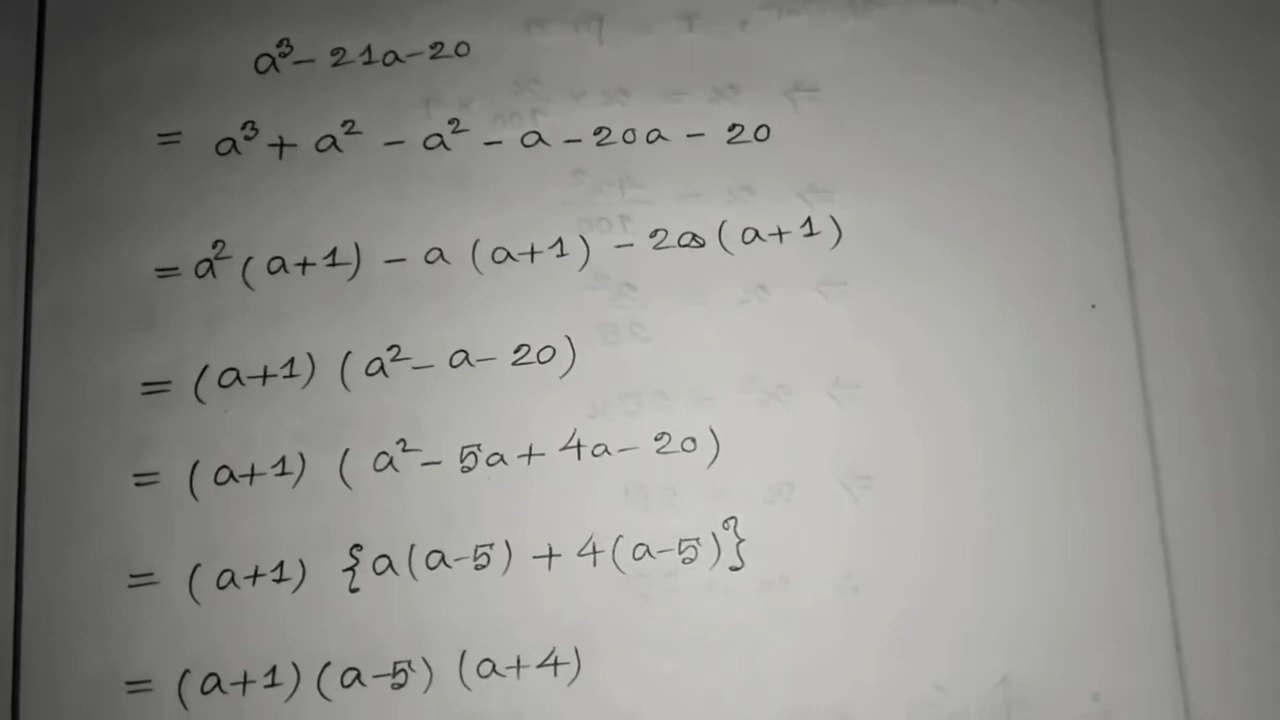 a³ – 21a – 20
= a³ + a² – a² – a – 20a – 20
= a² (a+1) – a (a+1) – 20 (a+1)
= (a+1) (a² – a – 20)
= (a+1) (a² – 5a + 4a – 20)
= (a+1) {a(a-5) + 4(a-5)}
= (a+1) (a-5) (a+4)